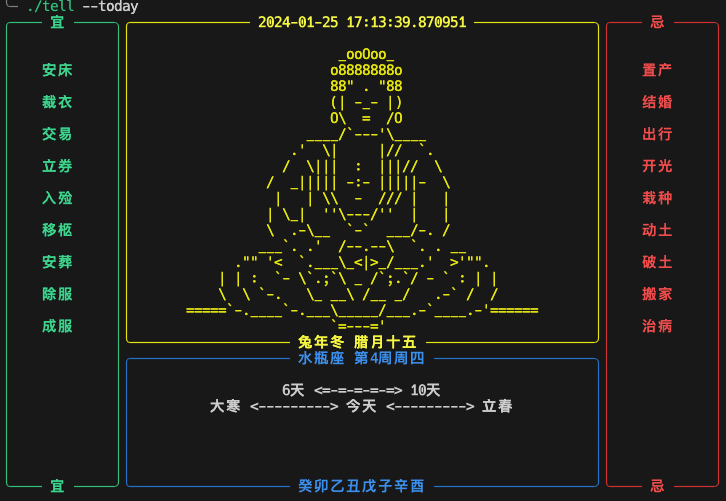 ./tell --today
宜
2024-01-25 17:13:39.870951
忌
安床
裁衣
交易
立券
入殓
移柩
安葬
除服
成服
置产
结婚
出行
开光
栽种
动土
破土
搬家
治病
兔年冬 腊月十五
水瓶座 第4周周四
6天 <=-=-=-=-=> 10天
大寒 <---------> 今天 <---------> 立春
宜
癸卯乙丑戊子辛酉
忌